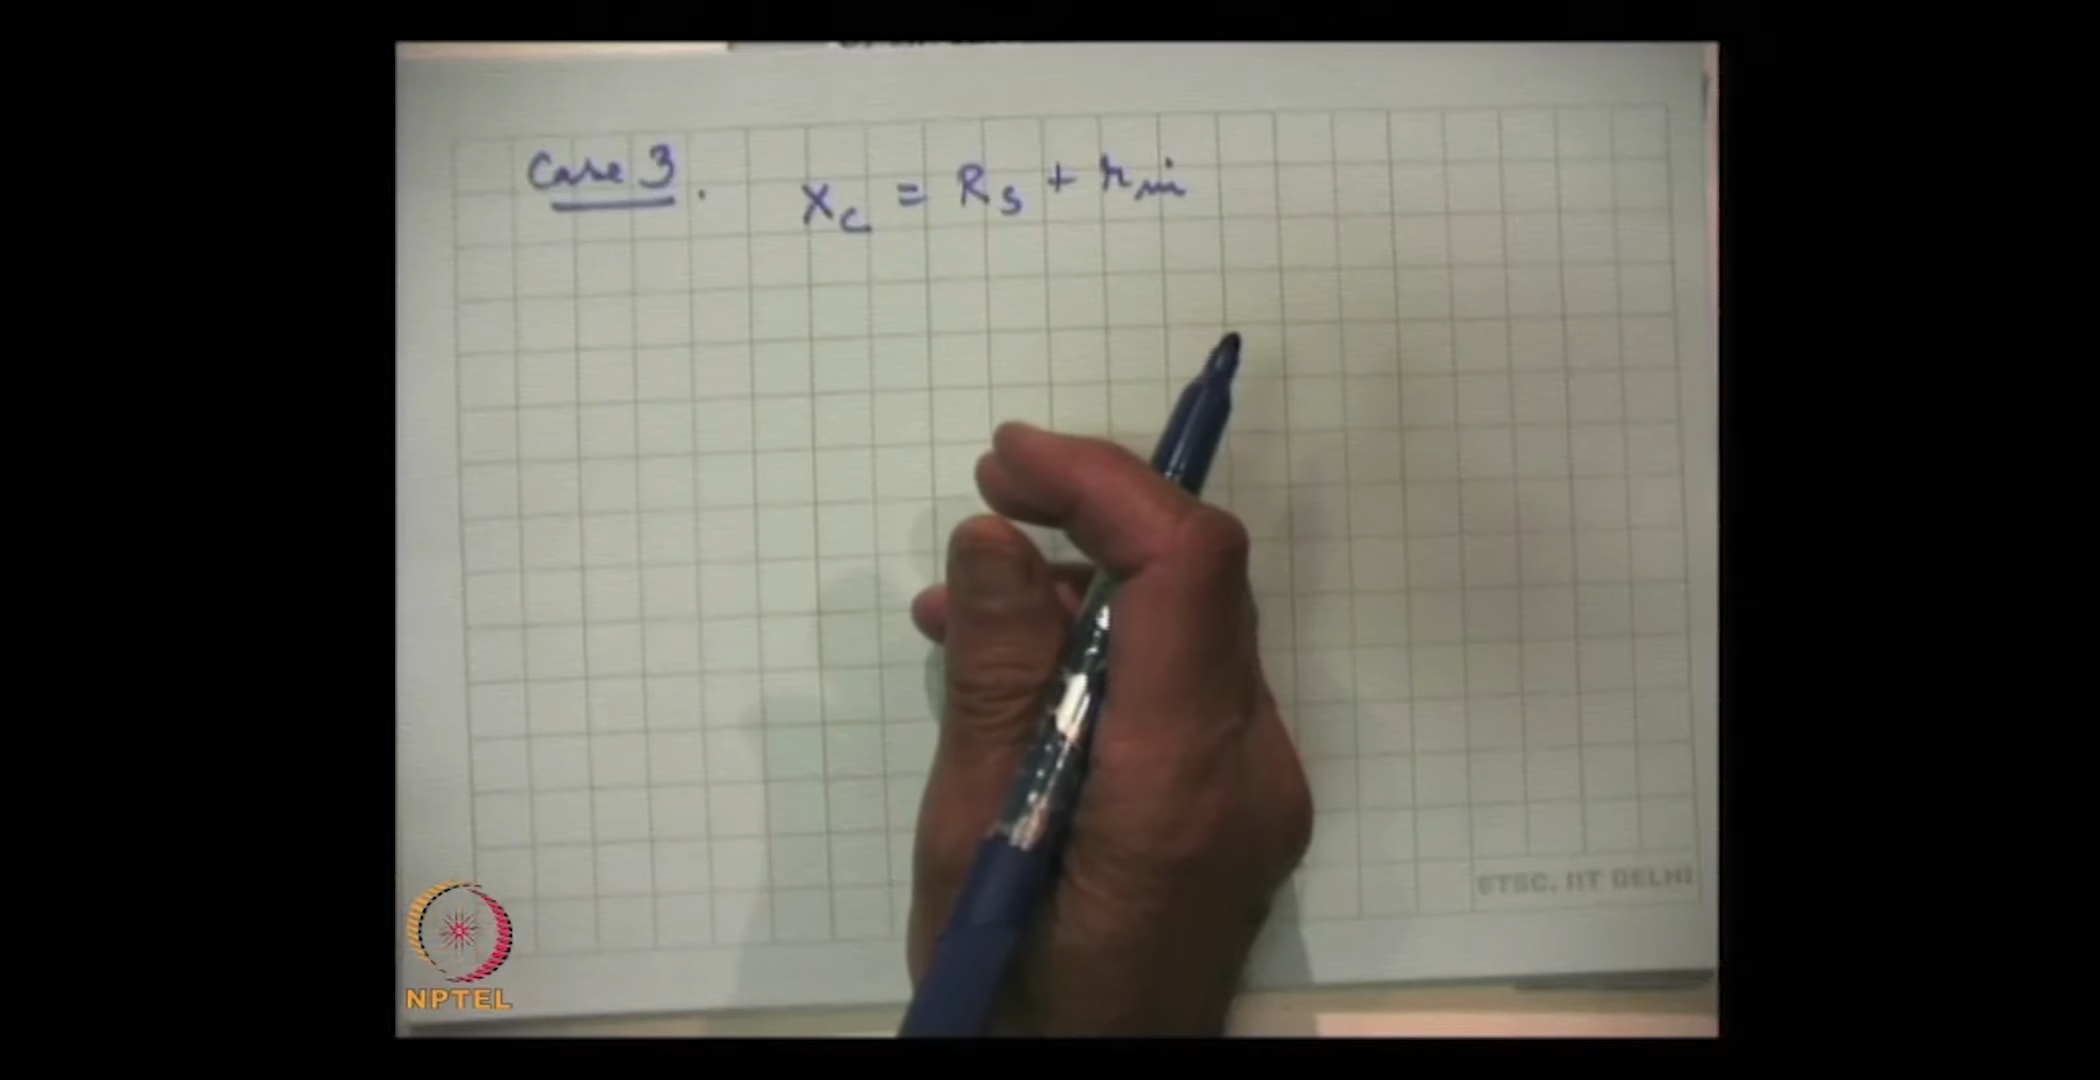 Case 3. Xc = Rs + rin
ETSC, IIT DELHI
NPTEL